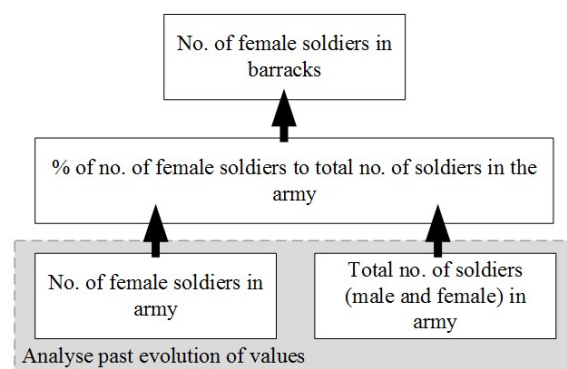 No. of female soldiers in
barracks
% of no. of female soldiers to total no. of soldiers in the
army
No. of female soldiers in
army
Total no. of soldiers
(male and female) in
army
Analyse past evolution of values